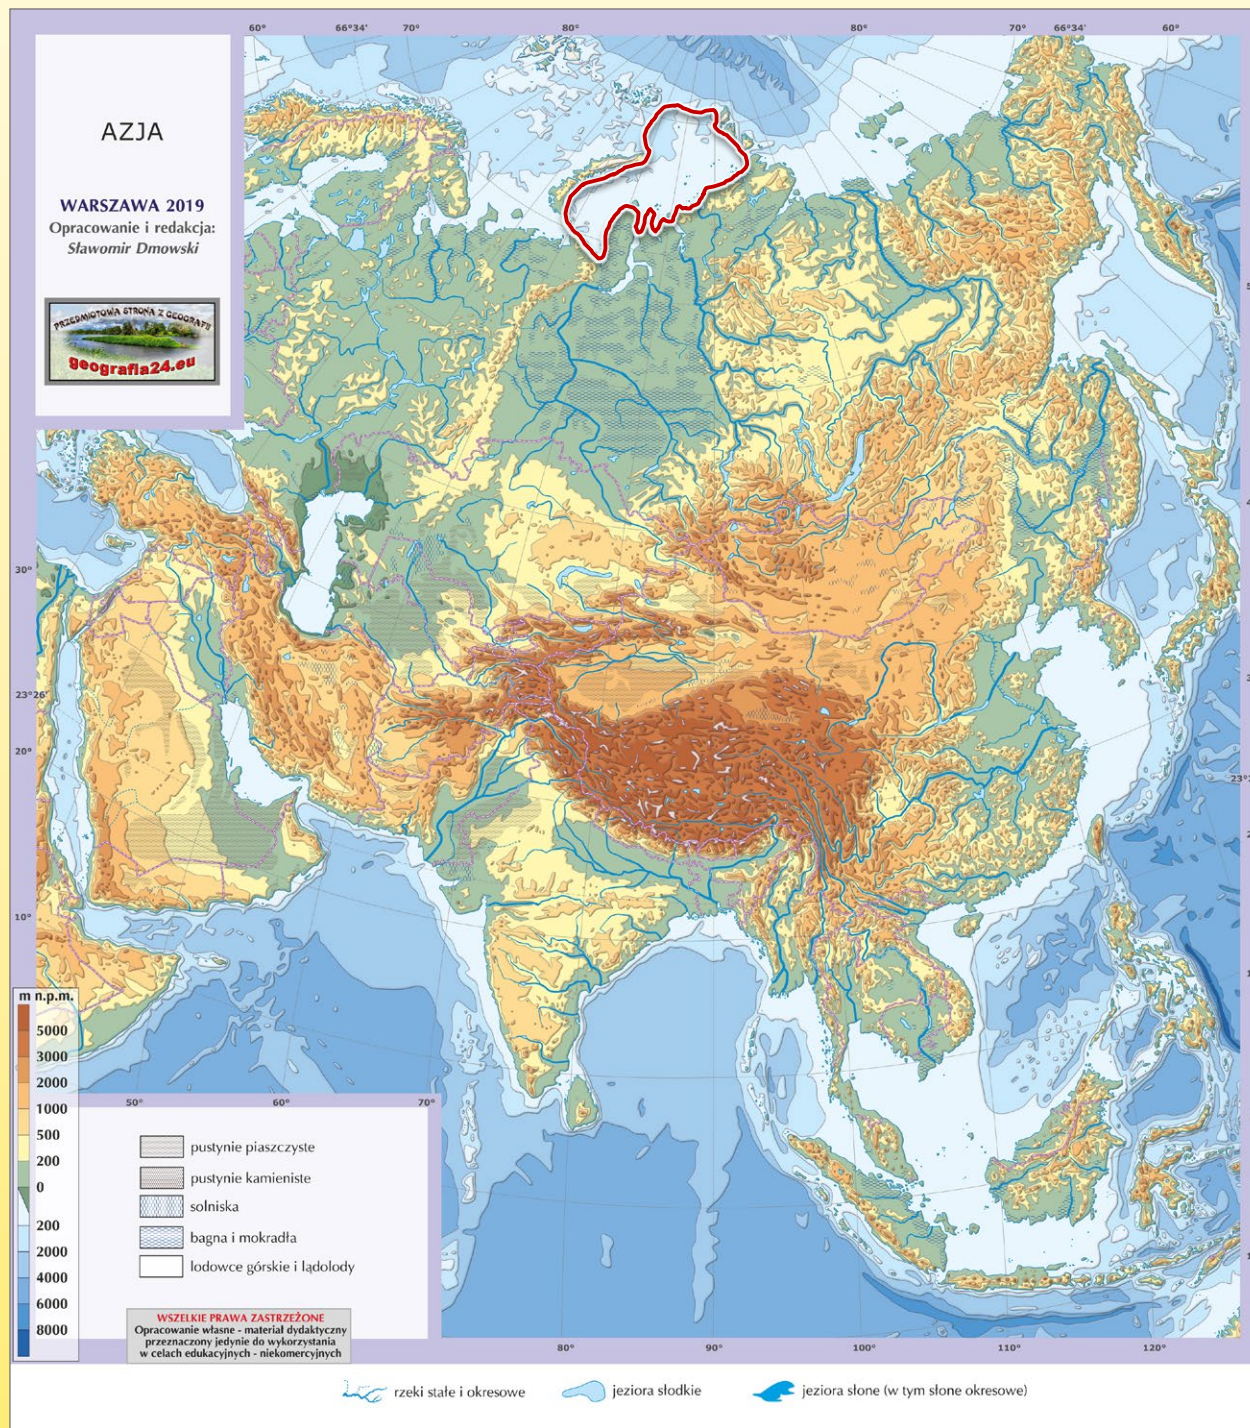 60°
66°34'
70°
80°
80°
70°
66°34'
60°
AZJA
WARSZAWA 2019
Opracowanie i redakcja:
Sławomir Dmowski
PRZEDMIOTOWA STRONA Z GEOGRAFII
geografia24.eu
30°
23°26'
20°
10°
m n.p.m.
5000
3000
2000
1000
500
200
0
200
2000
4000
6000
8000
50°
60°
70°
pustynie piaszczyste
pustynie kamieniste
solniska
bagna i mokradła
lodowce górskie i lądolody
WSZELKIE PRAWA ZASTRZEŻONE
Opracowanie własne - materiał dydaktyczny
przeznaczony jedynie do wykorzystania
w celach edukacyjnych - niekomercyjnych
80°
90°
100°
110°
120°
rzeki stałe i okresowe
jeziora słodkie
jeziora słone (w tym słone okresowe)